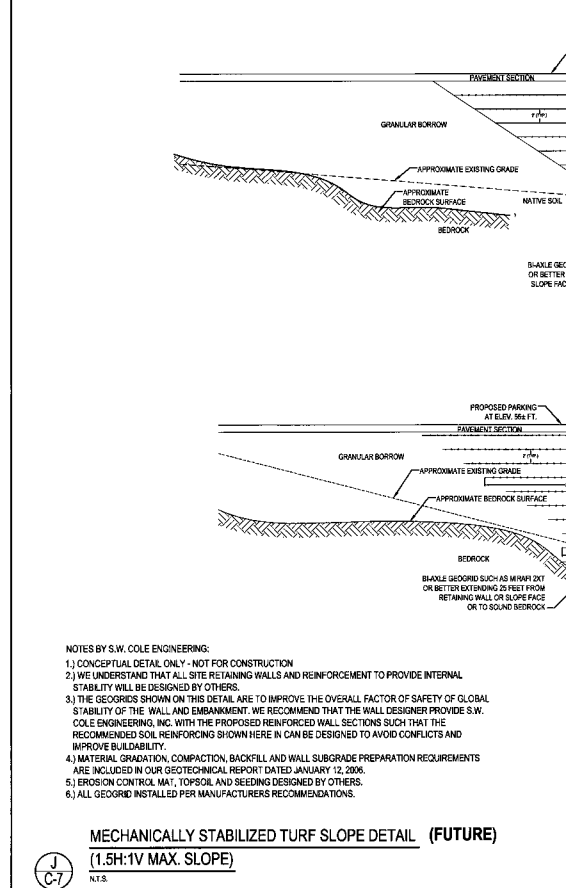 PAVEMENT SECTION
2' (TYP)
GRANULAR BORROW
APPROXIMATE EXISTING GRADE
APPROXIMATE
BEDROCK SURFACE
NATIVE SOIL
BEDROCK
BI-AXLE GEO
OR BETTER
SLOPE FAC
PROPOSED PARKING
AT ELEV. 55± FT.
PAVEMENT SECTION
GRANULAR BORROW
2' (TYP)
APPROXIMATE EXISTING GRADE
APPROXIMATE BEDROCK SURFACE
BEDROCK
BI-AXLE GEOGRID SUCH AS MIRAFI 2XT
OR BETTER EXTENDING 25 FEET FROM
RETAINING WALL OR SLOPE FACE
OR TO SOUND BEDROCK
NOTES BY S.W. COLE ENGINEERING:
1.) CONCEPTUAL DETAIL ONLY - NOT FOR CONSTRUCTION
2.) WE UNDERSTAND THAT ALL SITE RETAINING WALLS AND REINFORCEMENT TO PROVIDE INTERNAL
STABILITY WILL BE DESIGNED BY OTHERS.
3.) THE GEOGRIDS SHOWN ON THIS DETAIL ARE TO IMPROVE THE OVERALL FACTOR OF SAFETY OF GLOBAL
STABILITY OF THE WALL AND EMBANKMENT. WE RECOMMEND THAT THE WALL DESIGNER PROVIDE S.W.
COLE ENGINEERING, INC. WITH THE PROPOSED REINFORCED WALL SECTIONS SUCH THAT THE
RECOMMENDED SOIL REINFORCING SHOWN HERE IN CAN BE DESIGNED TO AVOID CONFLICTS AND
IMPROVE BUILDABILITY.
4.) MATERIAL GRADATION, COMPACTION, BACKFILL AND WALL SUBGRADE PREPARATION REQUIREMENTS
ARE INCLUDED IN OUR GEOTECHNICAL REPORT DATED JANUARY 12, 2006.
5.) EROSION CONTROL MAT, TOPSOIL AND SEEDING DESIGNED BY OTHERS.
6.) ALL GEOGRID INSTALLED PER MANUFACTURERS RECOMMENDATIONS.
MECHANICALLY STABILIZED TURF SLOPE DETAIL (FUTURE)
J
C-7
(1.5H:1V MAX. SLOPE)
N.T.S.